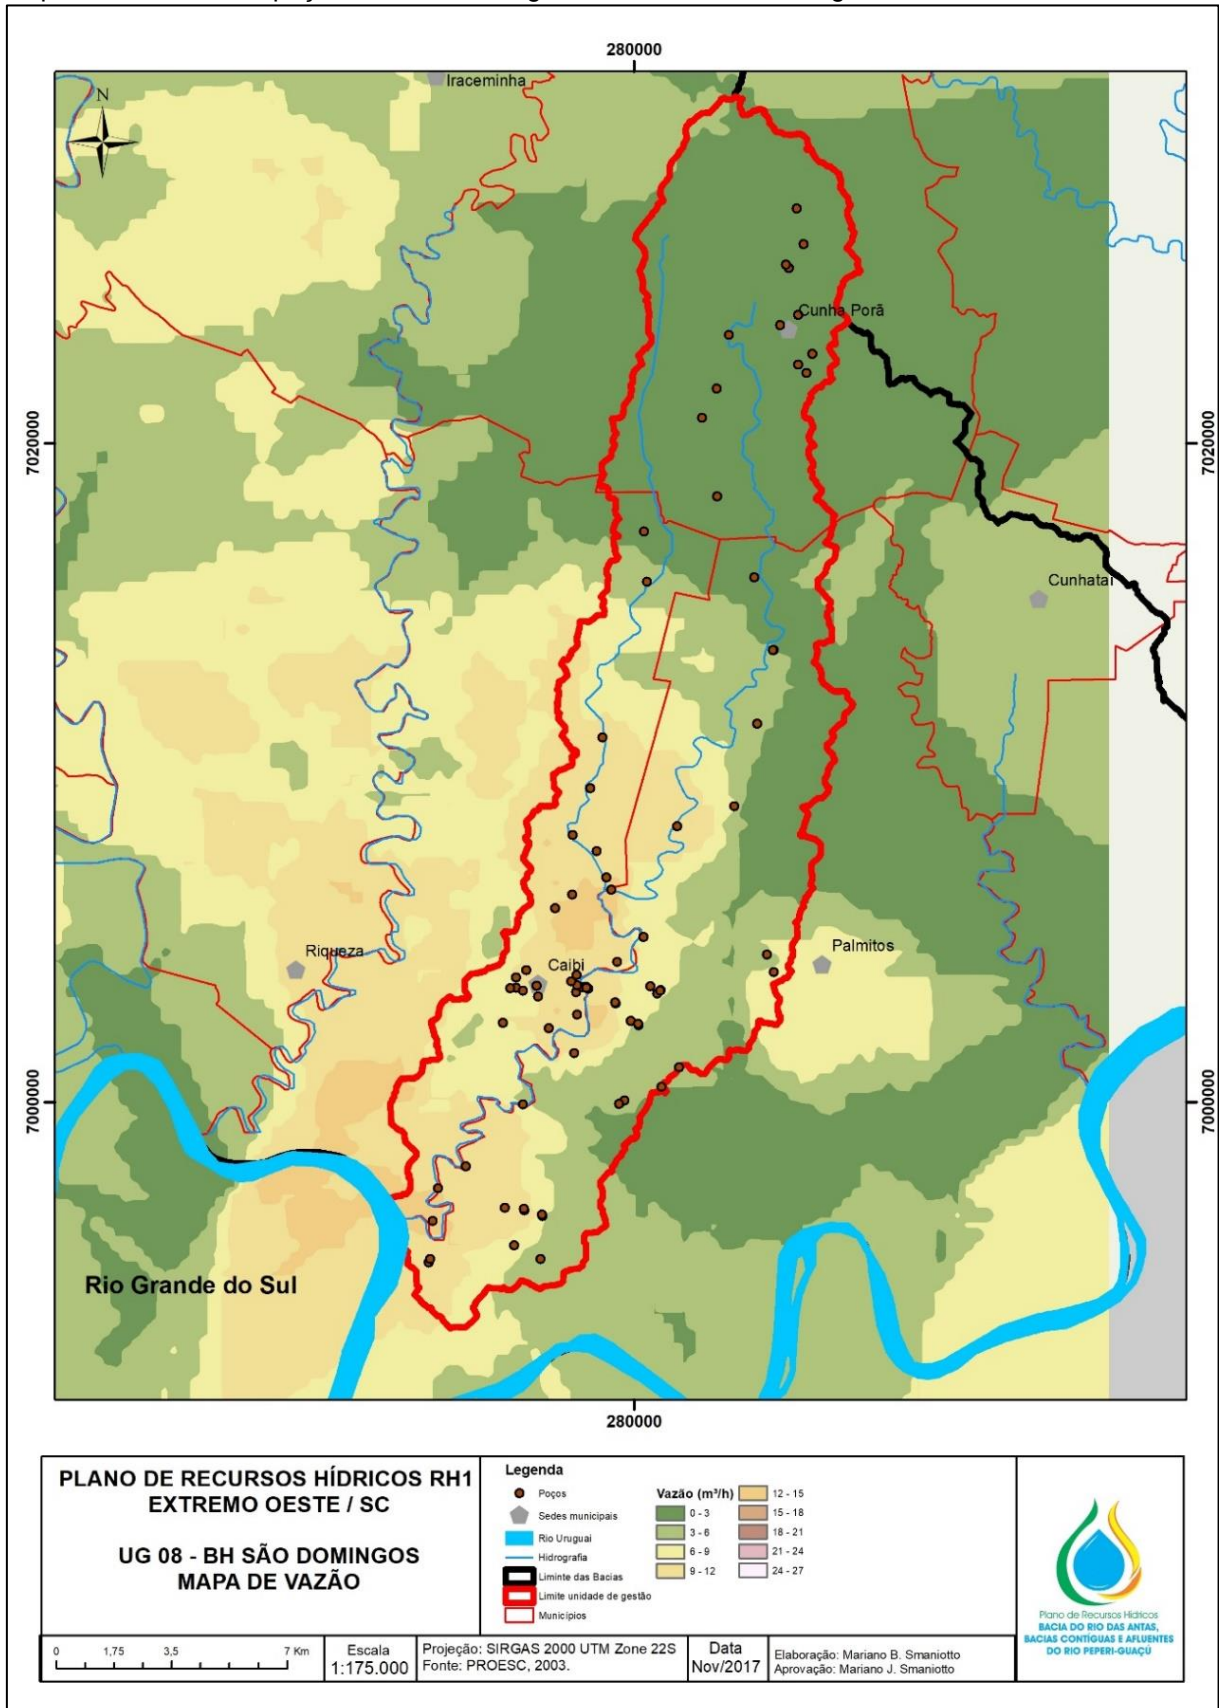 280000
Iraceminha
N
Cunha Porã
7020000
7020000
Cunhataí
Riqueza
Caibi
Palmitos
7000000
7000000
Rio Grande do Sul
280000
PLANO DE RECURSOS HÍDRICOS RH1
EXTREMO OESTE / SC
UG 08 - BH SÃO DOMINGOS
MAPA DE VAZÃO
Legenda
Poços
Sedes municipais
Rio Uruguai
Hidrografia
Liminte das Bacias
Limite unidade de gestão
Municípios
Vazão (m³/h)
0 - 3
3 - 6
6 - 9
9 - 12
12 - 15
15 - 18
18 - 21
21 - 24
24 - 27
Plano de Recursos Hídricos
BACIA DO RIO DAS ANTAS,
BACIAS CONTÍGUAS E AFLUENTES
DO RIO PEPERI-GUAÇÚ
0 1,75 3,5 7 Km
Escala
1:175.000
Projeção: SIRGAS 2000 UTM Zone 22S
Fonte: PROESC, 2003.
Data
Nov/2017
Elaboração: Mariano B. Smaniotto
Aprovação: Mariano J. Smaniotto